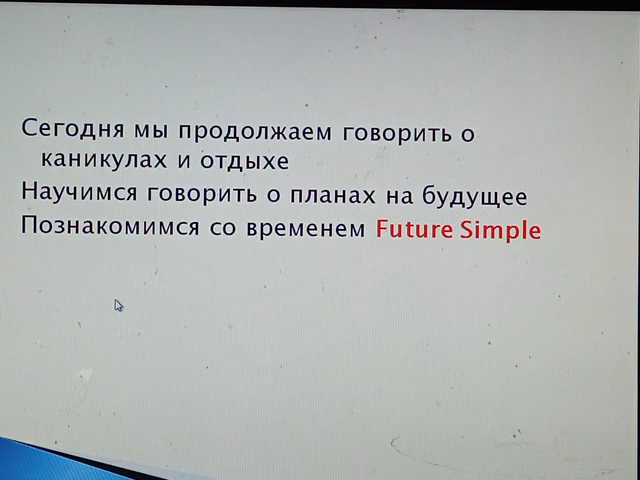 Сегодня мы продолжаем говорить о
каникулах и отдыхе
Научимся говорить о планах на будущее
Познакомимся со временем Future Simple